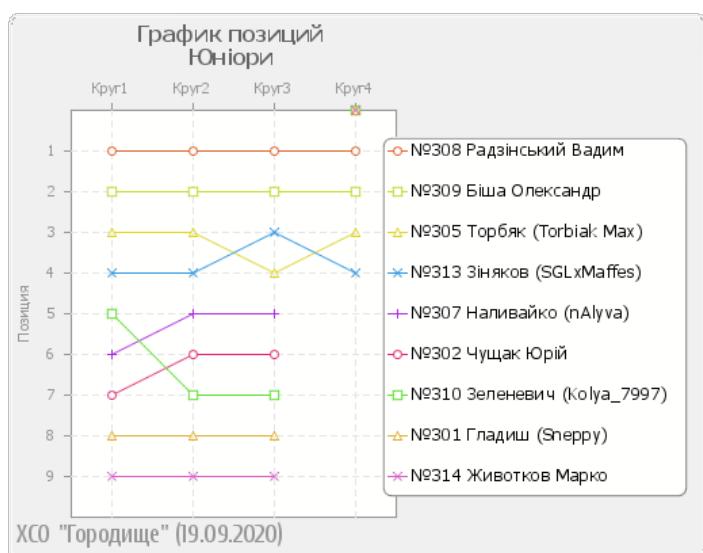 График позиций
Юніори
Круг1 Круг2 Круг3 Круг4
Позиция
1
2
3
4
5
6
7
8
9
№308 Радзінський Вадим
№309 Біша Олександр
№305 Торбяк (Torbiak Max)
№313 Зіняков (SGLxMaffes)
№307 Наливайко (nAlyva)
№302 Чущак Юрій
№310 Зеленевич (Kolya_7997)
№301 Гладиш (Sneppy)
№314 Животков Марко
ХСО "Городище" (19.09.2020)